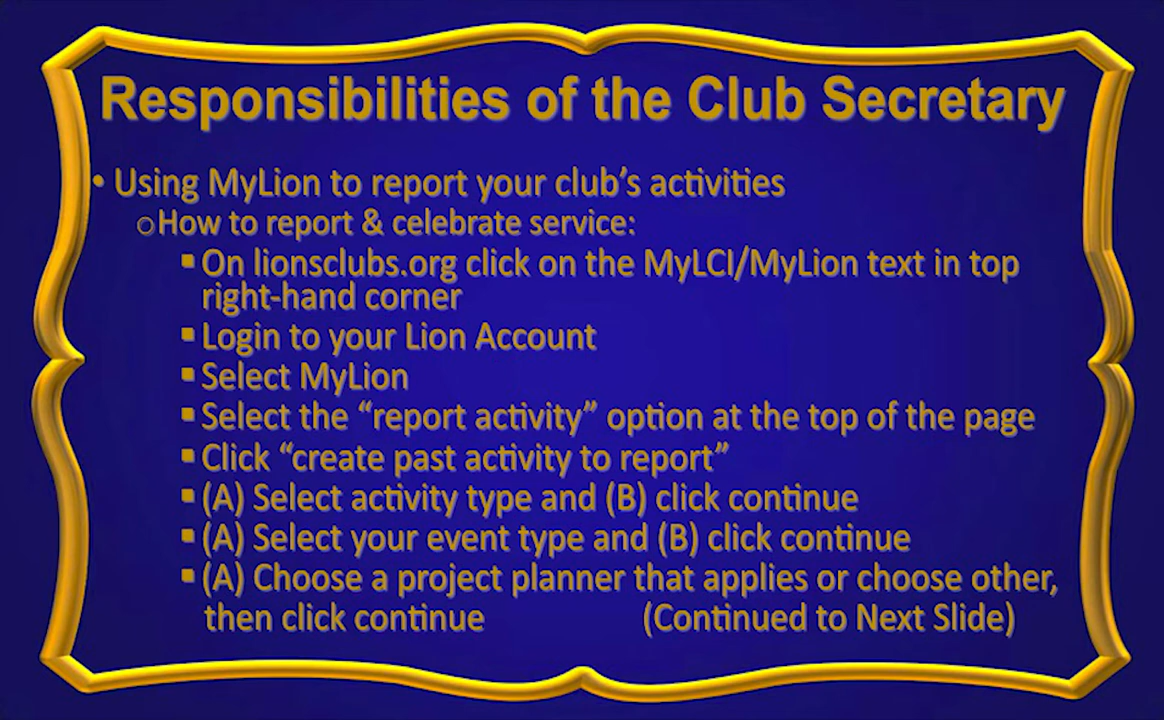 Responsibilities of the Club Secretary
• Using MyLion to report your club’s activities
○How to report & celebrate service:
▪ On lionsclubs.org click on the MyLCI/MyLion text in top
right-hand corner
▪ Login to your Lion Account
▪ Select MyLion
▪ Select the “report activity” option at the top of the page
▪ Click “create past activity to report”
▪ (A) Select activity type and (B) click continue
▪ (A) Select your event type and (B) click continue
▪ (A) Choose a project planner that applies or choose other,
then click continue (Continued to Next Slide)